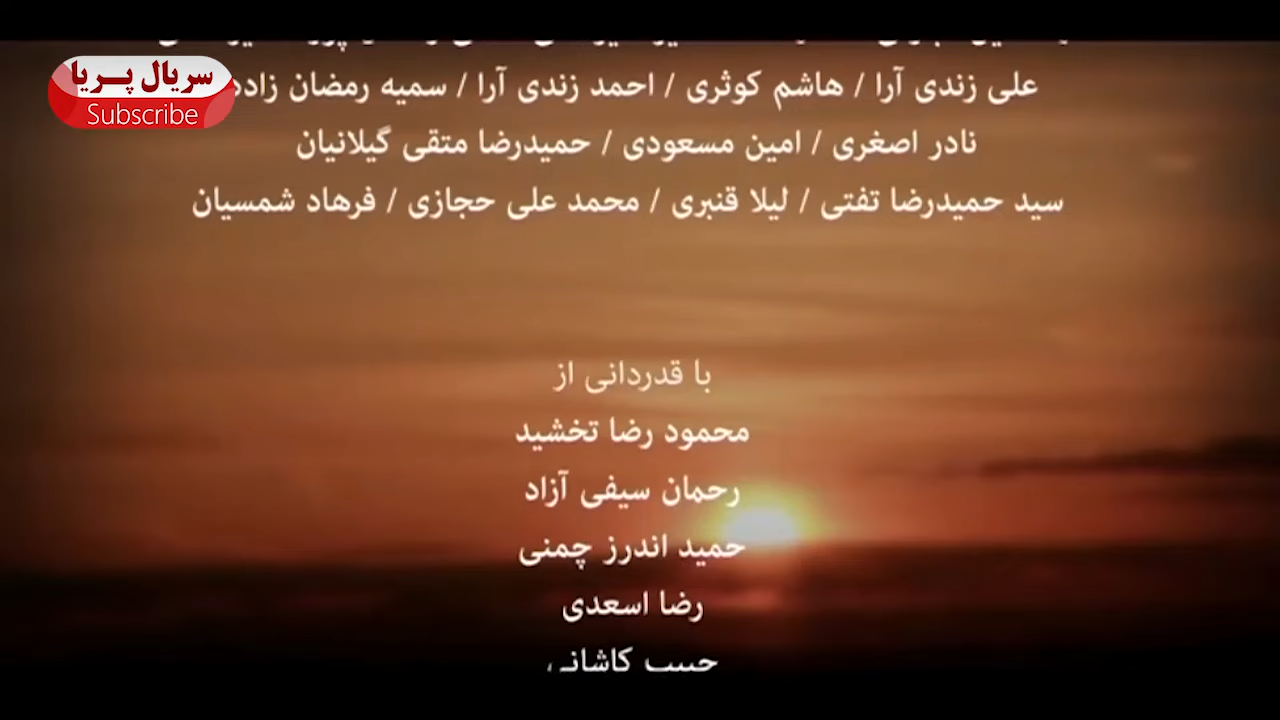 سریال پریا
Subscribe
علی زندی آرا / هاشم کوثری / احمد زندی آرا / سمیه رمضان زاده
نادر اصغری / امین مسعودی / حمیدرضا متقی گیلانیان
سید حمیدرضا تفتی / لیلا قنبری / محمد علی حجازی / فرهاد شمسیان
با قدردانی از
محمود رضا تخشید
رحمان سیفی آزاد
حمید اندرز چمنی
رضا اسعدی
حبیب کاشانی